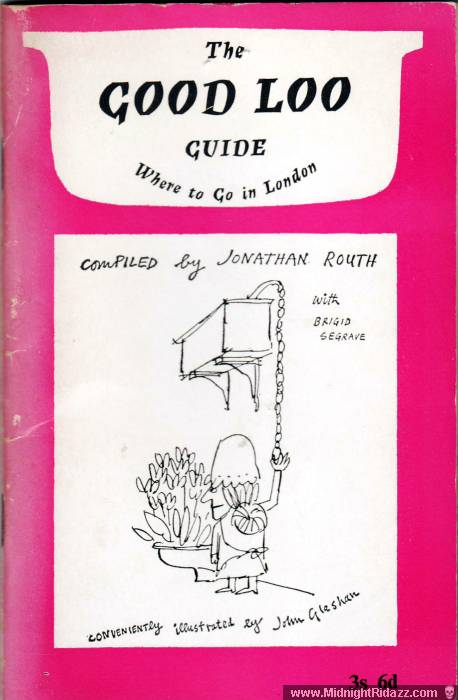 The
GOOD LOO
GUIDE
Where to Go in London
COMPILED by JONATHAN ROUTH
with
BRIGID
SEGRAVE
CONVENIENTLY illustrated by John Glashan
3s 6d
www.MidnightRidazz.com